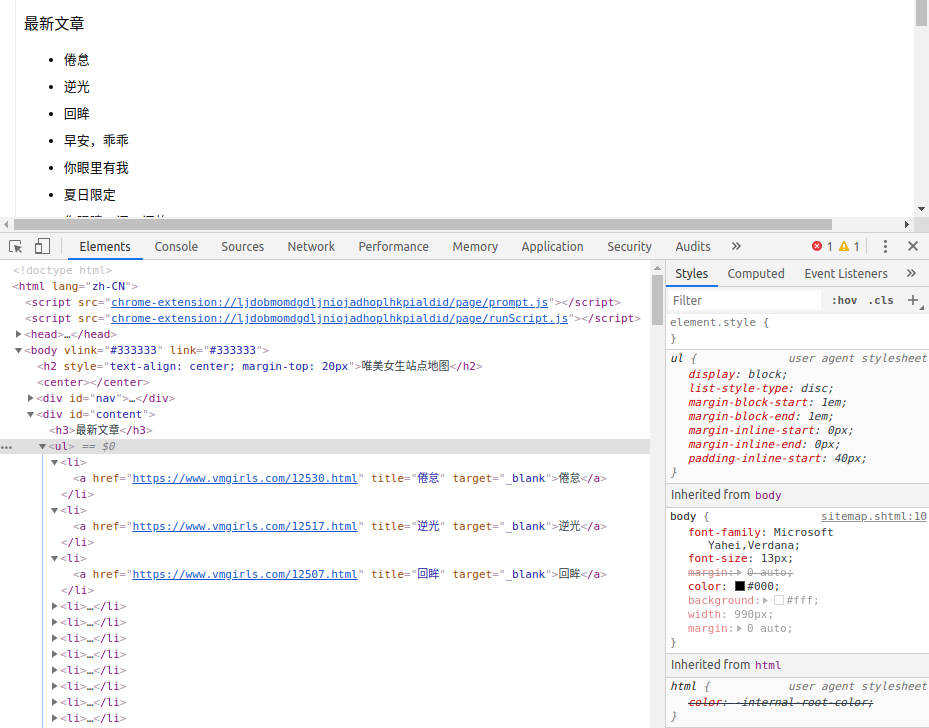 最新文章
倦怠
逆光
回眸
早安，乖乖
你眼里有我
夏日限定
Elements Console Sources Network Performance Memory Application Security Audits » 1 1
<!doctype html>
<html lang="zh-CN">
<script src="chrome-extension://ljdobmomdgdljniojadhoplhkpialdid/page/prompt.js"></script>
<script src="chrome-extension://ljdobmomdgdljniojadhoplhkpialdid/page/runScript.js"></script>
<head>…</head>
<body vlink="#333333" link="#333333">
<h2 style="text-align: center; margin-top: 20px">唯美女生站点地图</h2>
<center></center>
<div id="nav">…</div>
<div id="content">
<h3>最新文章</h3>
<ul> == $0
<li>
<a href="https://www.vmgirls.com/12530.html" title="倦怠" target="_blank">倦怠</a>
</li>
<li>
<a href="https://www.vmgirls.com/12517.html" title="逆光" target="_blank">逆光</a>
</li>
<li>
<a href="https://www.vmgirls.com/12507.html" title="回眸" target="_blank">回眸</a>
</li>
<li>…</li>
<li>…</li>
<li>…</li>
<li>…</li>
<li>…</li>
<li>…</li>
<li>…</li>
<li>…</li>
Styles Computed Event Listeners »
Filter :hov .cls +
element.style {
}
ul { user agent stylesheet
display: block;
list-style-type: disc;
margin-block-start: 1em;
margin-block-end: 1em;
margin-inline-start: 0px;
margin-inline-end: 0px;
padding-inline-start: 40px;
}
Inherited from body
body { sitemap.shtml:10
font-family: Microsoft
Yahei,Verdana;
font-size: 13px;
margin: 0 auto;
color: #000;
background: #fff;
width: 990px;
margin: 0 auto;
}
Inherited from html
html { user agent stylesheet
color: -internal-root-color;
}